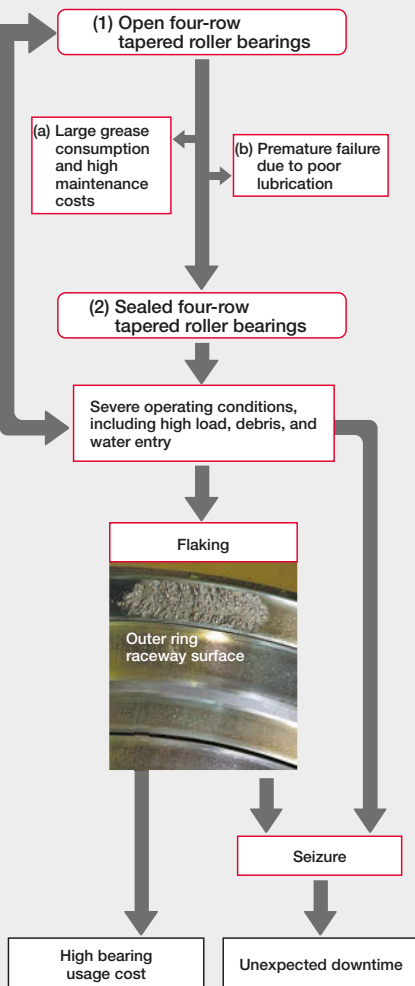 (1) Open four-row
tapered roller bearings
(a) Large grease
consumption
and high
maintenance
costs
(b) Premature failure
due to poor
lubrication
(2) Sealed four-row
tapered roller bearings
Severe operating conditions,
including high load, debris, and
water entry
Flaking
Outer ring
raceway surface
Seizure
High bearing
usage cost
Unexpected downtime